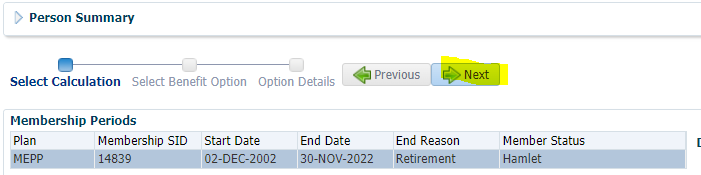 Person Summary
Select Calculation Select Benefit Option Option Details Previous Next
Membership Periods
Plan Membership SID Start Date End Date End Reason Member Status
MEPP 14839 02-DEC-2002 30-NOV-2022 Retirement Hamlet